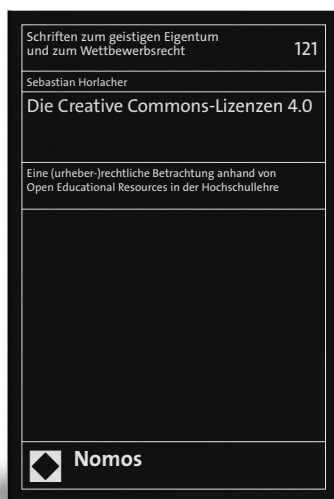 Schriften zum geistigen Eigentum
und zum Wettbewerbsrecht
121
Sebastian Horlacher
Die Creative Commons-Lizenzen 4.0
Eine (urheber-)rechtliche Betrachtung anhand von
Open Educational Resources in der Hochschullehre
Nomos